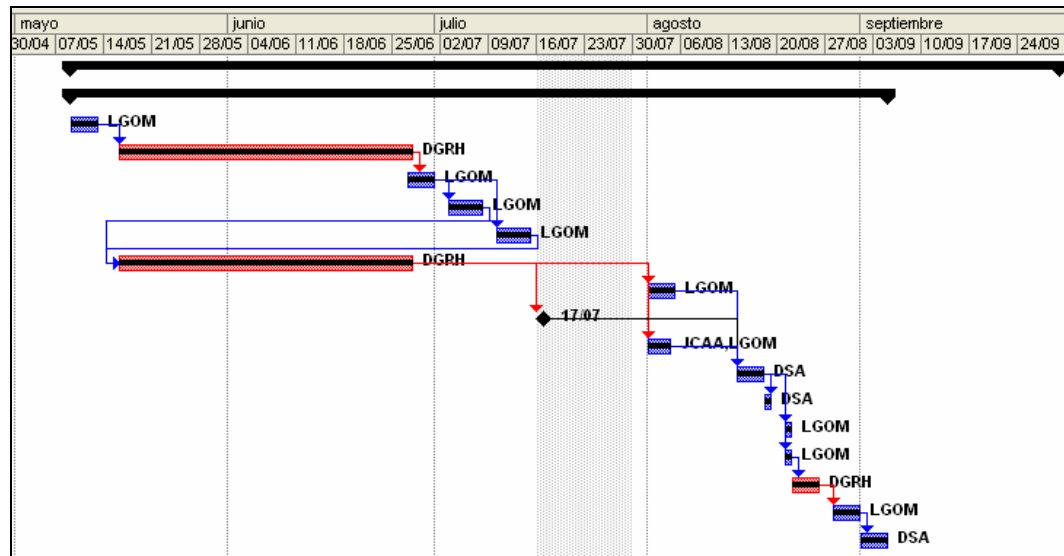 mayo junio julio agosto septiembre
30/04 07/05 14/05 21/05 28/05 04/06 11/06 18/06 25/06 02/07 09/07 16/07 23/07 30/07 06/08 13/08 20/08 27/08 03/09 10/09 17/09 24/09
LGOM
DGRH
LGOM
LGOM
LGOM
DGRH
LGOM
17/07
JCAA,LGOM
DSA
DSA
LGOM
LGOM
DGRH
LGOM
DSA